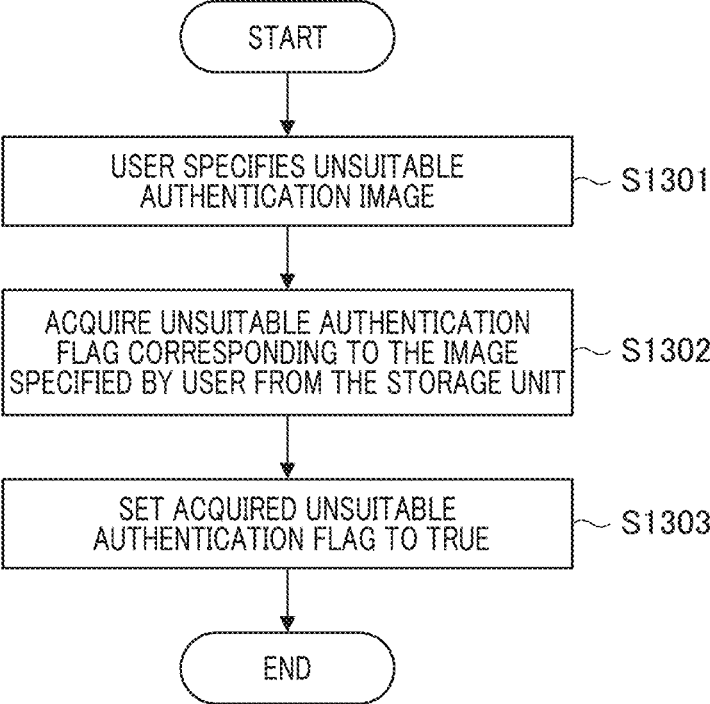 START
USER SPECIFIES UNSUITABLE
AUTHENTICATION IMAGE
S1301
ACQUIRE UNSUITABLE AUTHENTICATION
FLAG CORRESPONDING TO THE IMAGE
SPECIFIED BY USER FROM THE STORAGE UNIT
S1302
SET ACQUIRED UNSUITABLE
AUTHENTICATION FLAG TO TRUE
S1303
END